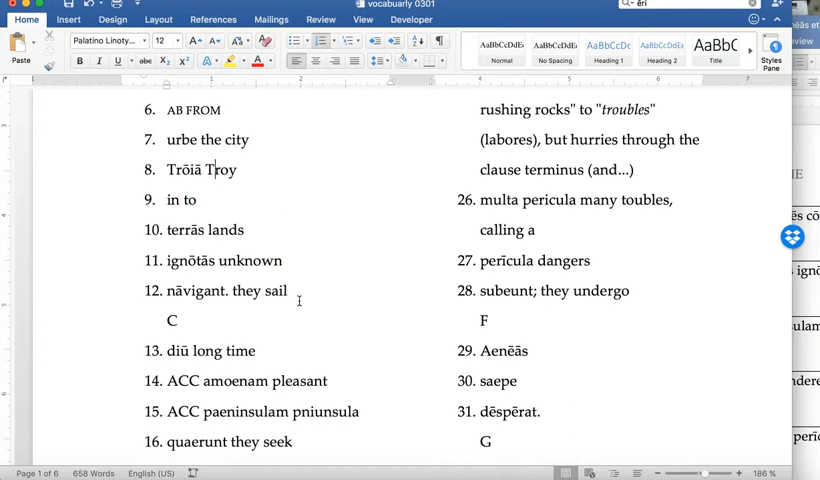 vocabuarly 0301
ēri
Home Insert Design Layout References Mailings Review View Developer
Palatino Linoty... 12
Paste
AaBbCcDdEe AaBbCcDdEe AaBbCcDc AaBbCcDdEe AaBbC
Normal No Spacing Heading 1 Heading 2 Title
Styles
Pane
6. AB FROM
7. urbe the city
8. Trōiā Troy
9. in to
10. terrās lands
11. ignōtās unknown
12. nāvigant. they sail
C
13. diū long time
14. ACC amoenam pleasant
15. ACC paeninsulam pniunsula
16. quaerunt they seek
rushing rocks" to "troubles"
(labores), but hurries through the
clause terminus (and...)
26. multa pericula many toubles,
calling a
27. perīcula dangers
28. subeunt; they undergo
F
29. Aenēās
30. saepe
31. dēspērat.
G
Page 1 of 6 658 Words English (US) 186 %